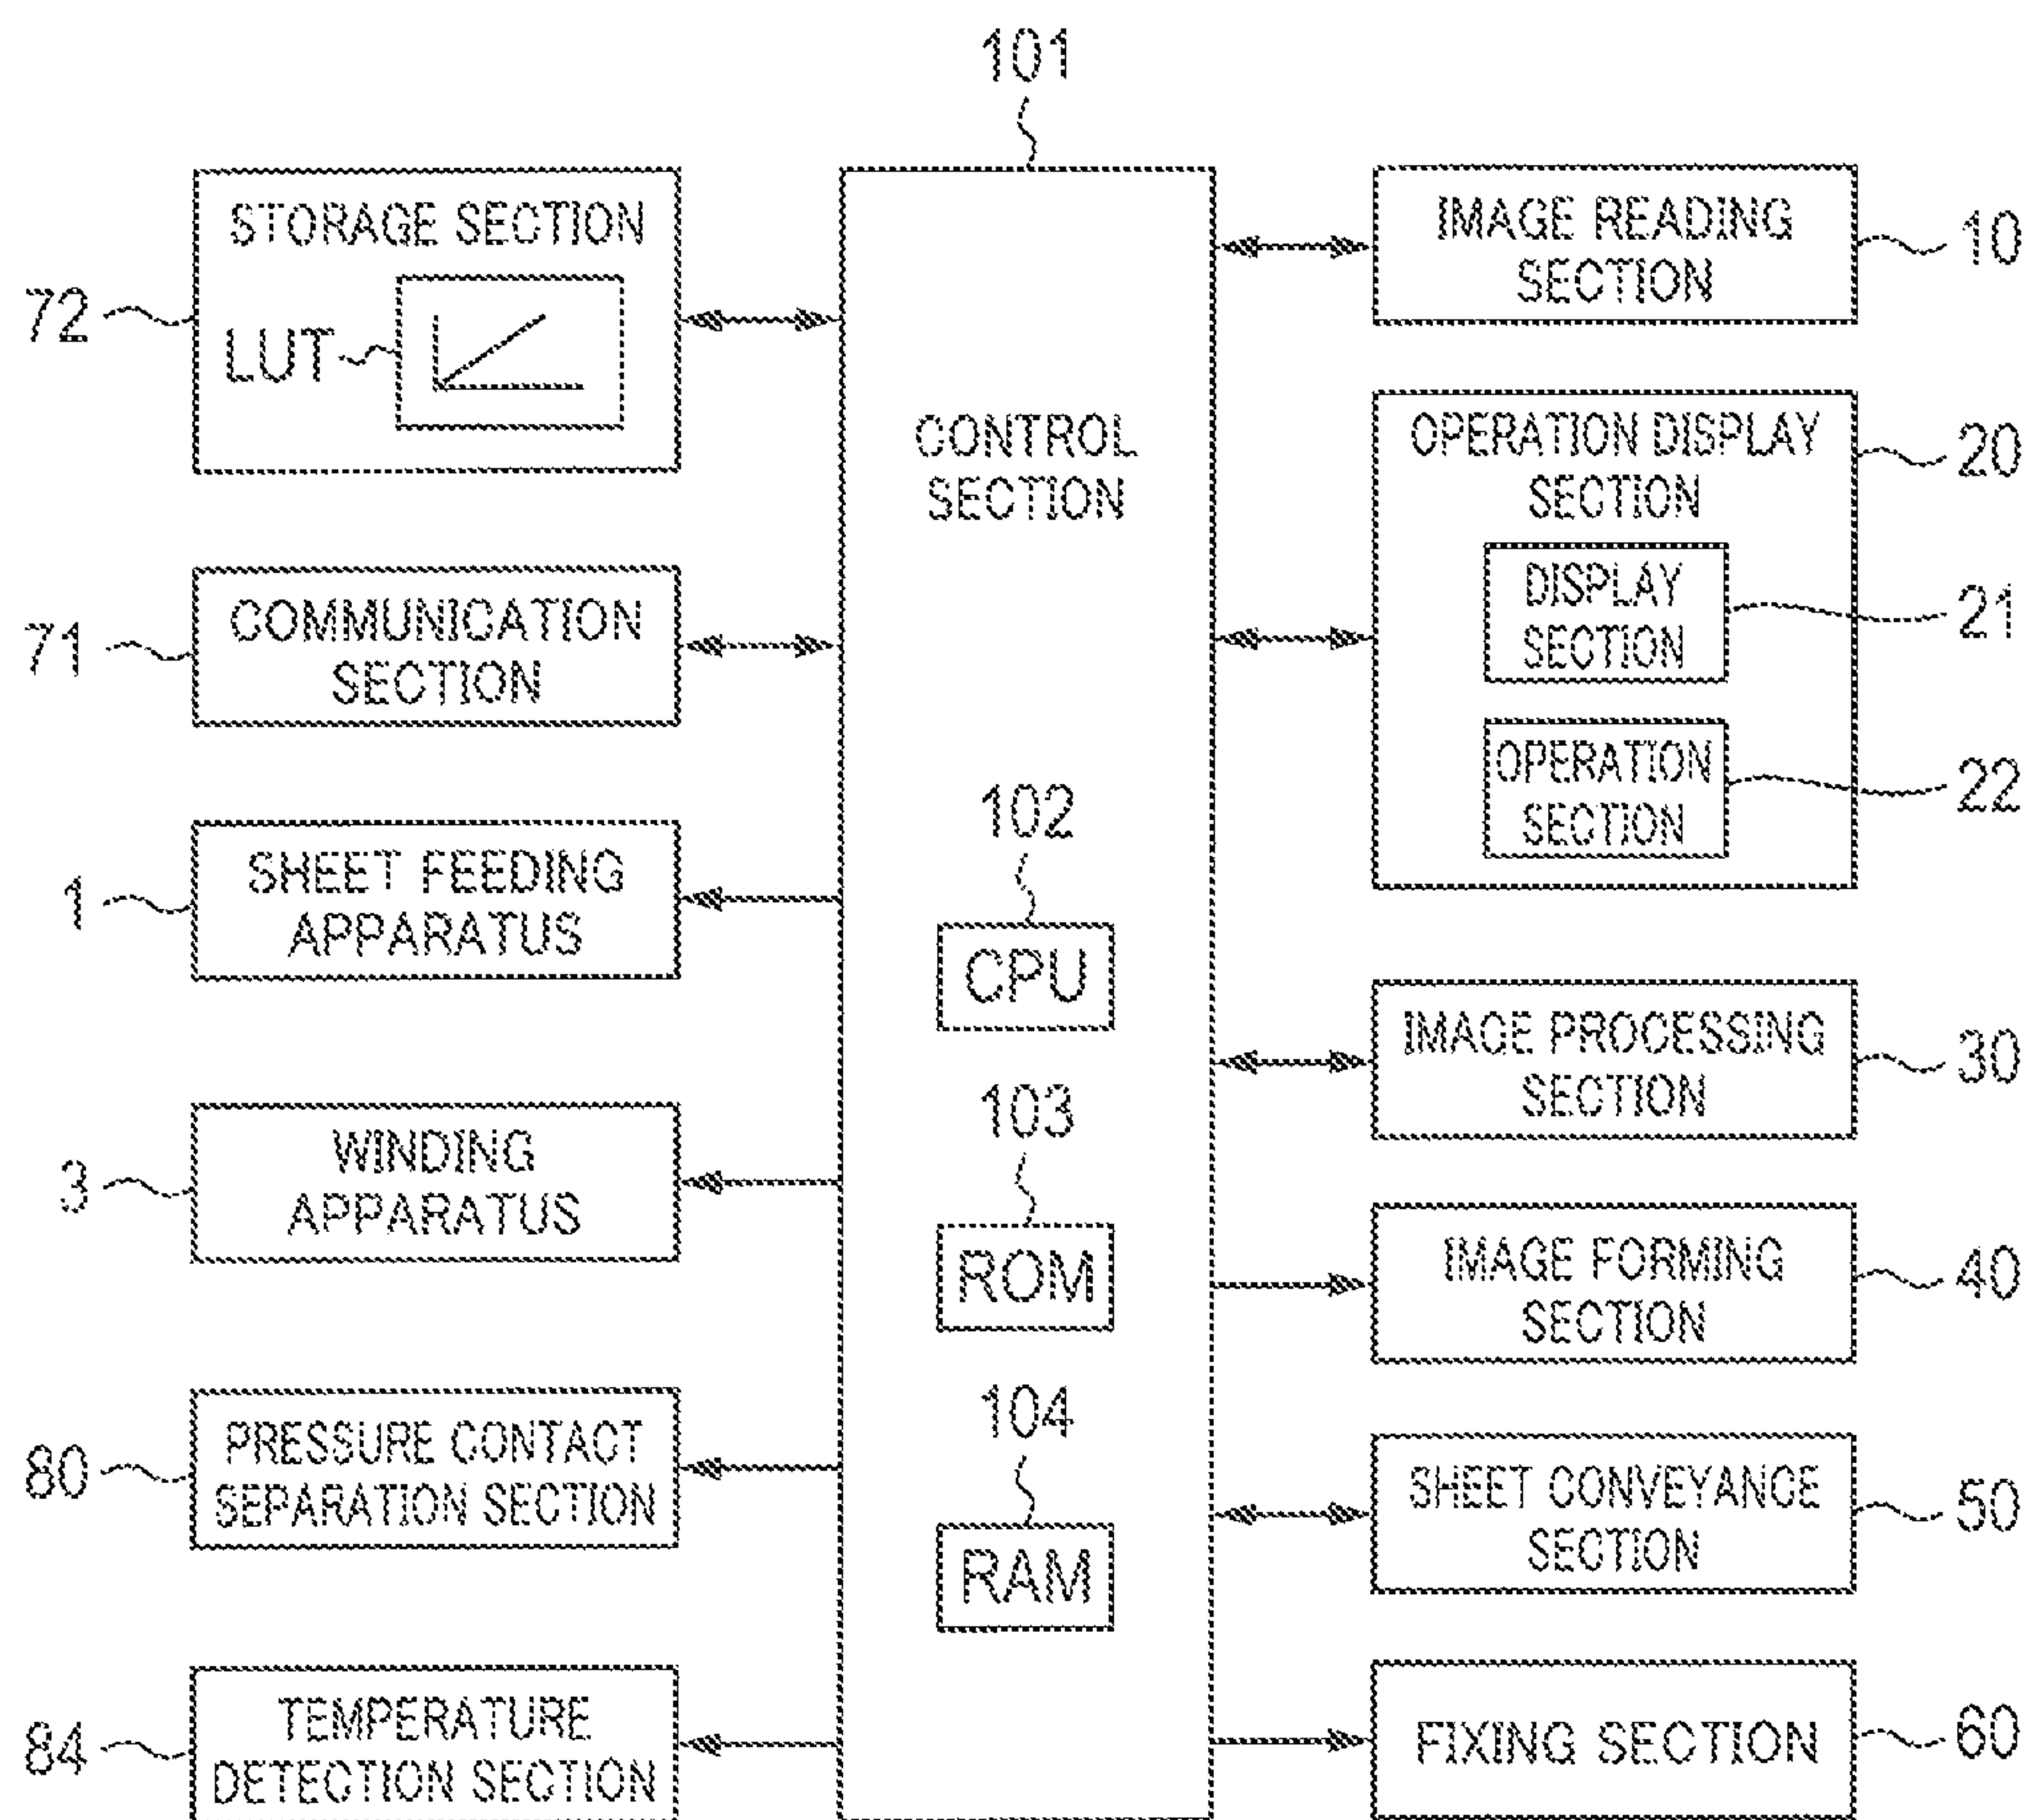 101
STORAGE SECTION
72
LUT
COMMUNICATION
SECTION
71
SHEET FEEDING
APPARATUS
1
WINDING
APPARATUS
3
PRESSURE CONTACT
SEPARATION SECTION
80
TEMPERATURE
DETECTION SECTION
84
CONTROL
SECTION
102
CPU
103
ROM
104
RAM
IMAGE READING
SECTION
10
OPERATION DISPLAY
SECTION
20
DISPLAY
SECTION
21
OPERATION
SECTION
22
IMAGE PROCESSING
SECTION
30
IMAGE FORMING
SECTION
40
SHEET CONVEYANCE
SECTION
50
FIXING SECTION
60